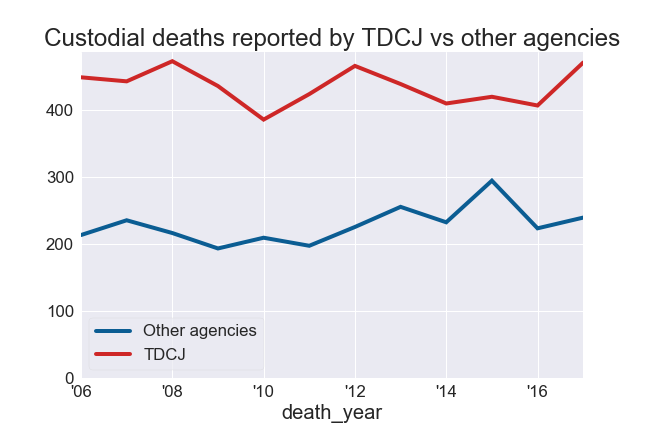 Custodial deaths reported by TDCJ vs other agencies
400
300
200
100
0
Other agencies
TDCJ
'06 '08 '10 '12 '14 '16
death_year